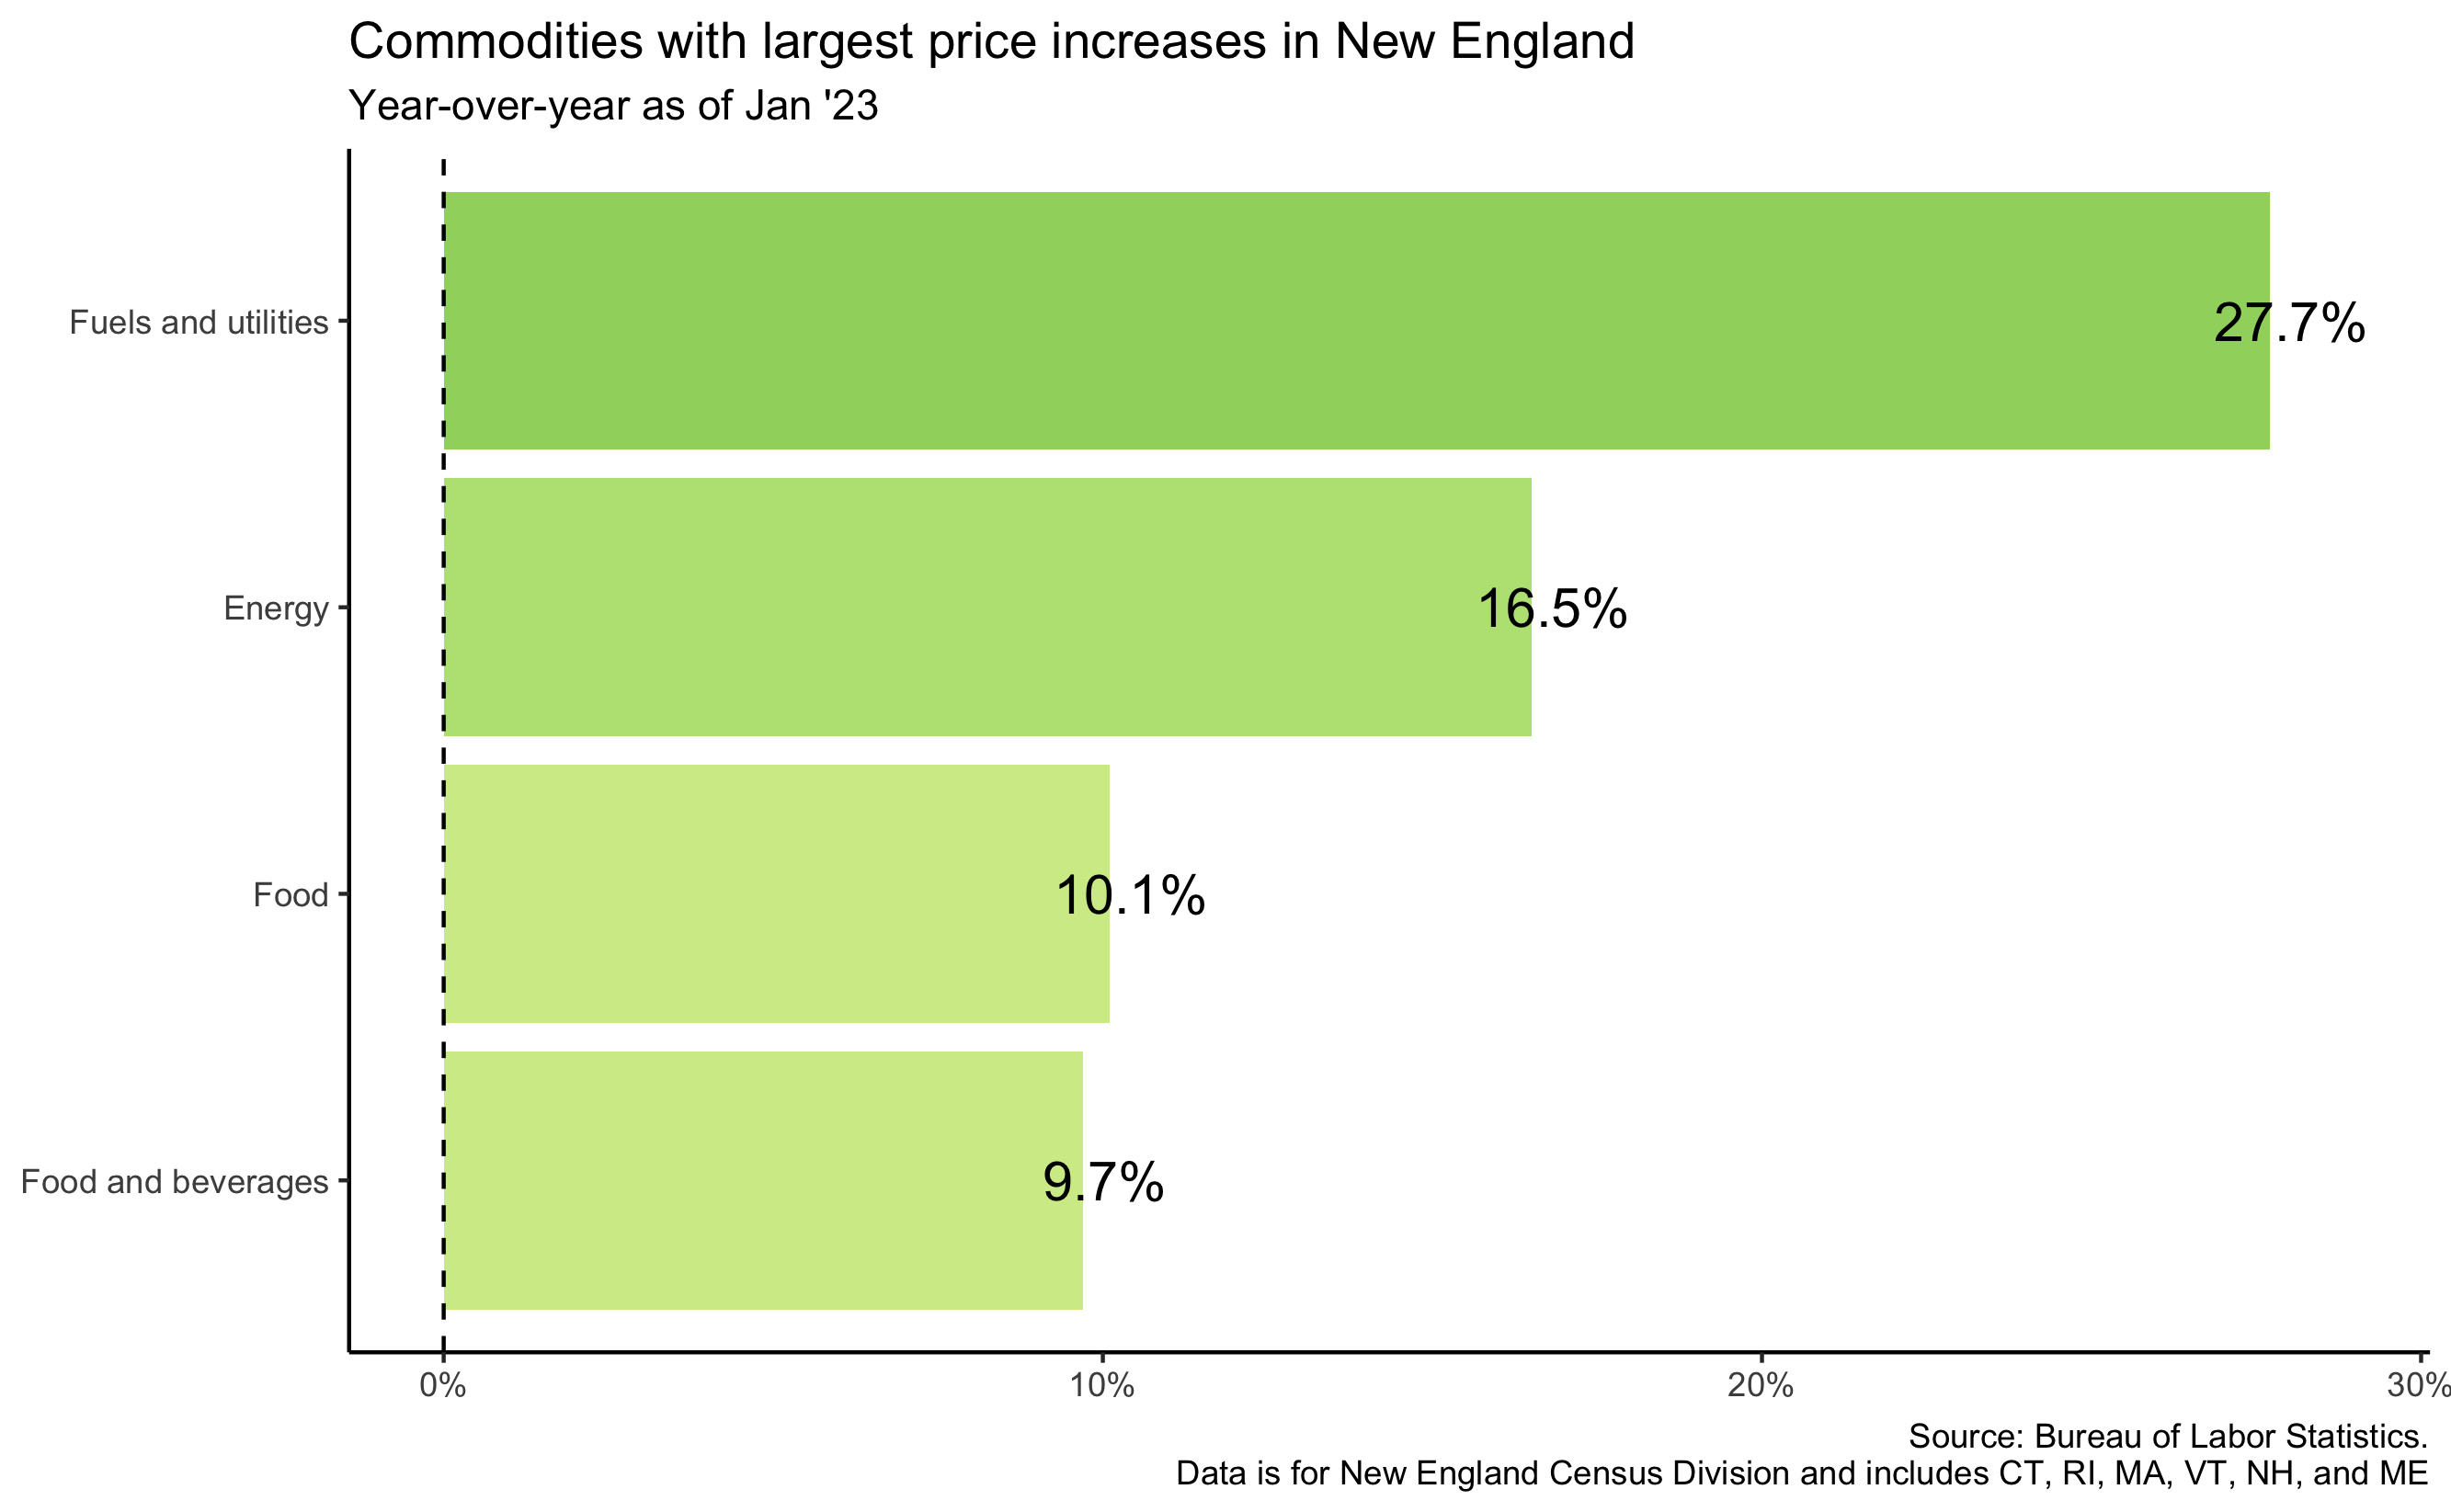 Commodities with largest price increases in New England
Year-over-year as of Jan '23
Fuels and utilities
27.7%
Energy
16.5%
Food
10.1%
Food and beverages
9.7%
0%
10%
20%
30%
Source: Bureau of Labor Statistics.
Data is for New England Census Division and includes CT, RI, MA, VT, NH, and ME